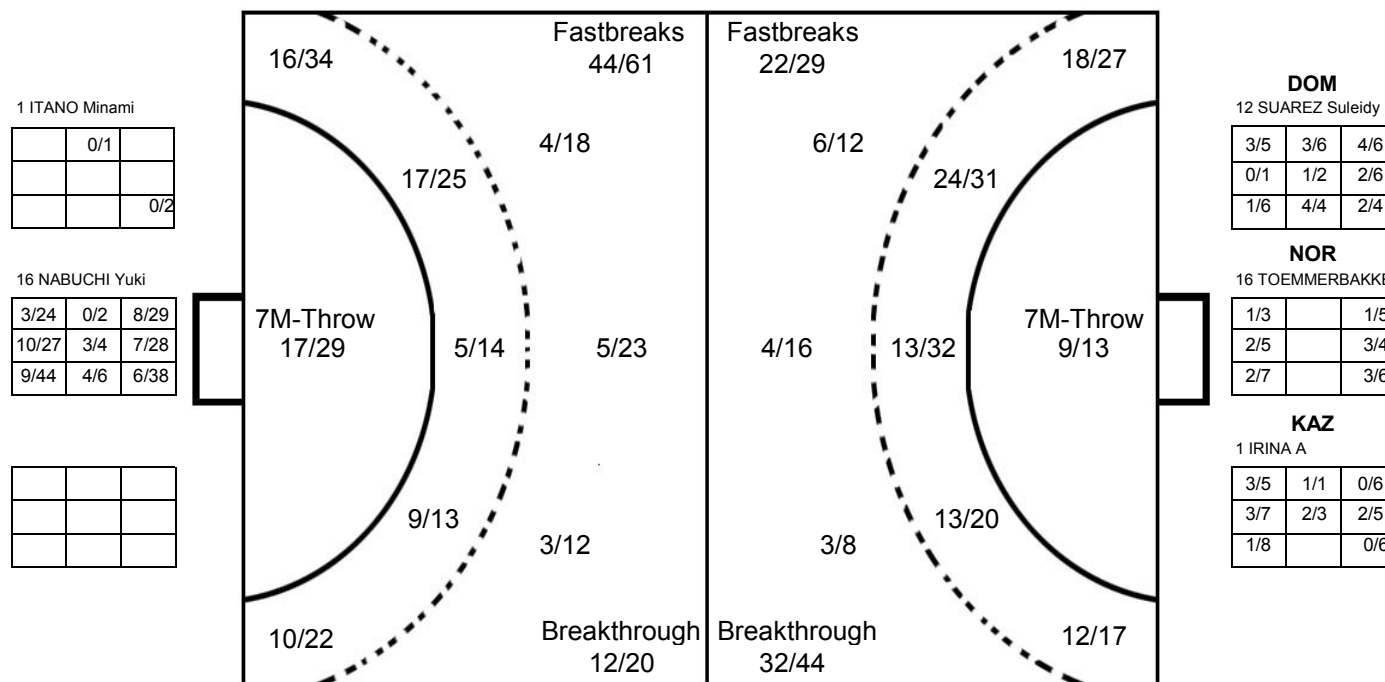 1 ITANO Minami
0/1
0/2
16 NABUCHI Yuki
3/24 0/2 8/29
10/27 3/4 7/28
9/44 4/6 6/38
Fastbreaks
44/61
16/34
4/18
17/25
7M-Throw
17/29
5/14
5/23
9/13
3/12
10/22
Breakthrough
12/20
Fastbreaks
22/29
18/27
6/12
24/31
7M-Throw
9/13
4/16
13/32
13/20
3/8
12/17
Breakthrough
32/44
DOM
12 SUAREZ Suleidy
3/5 3/6 4/6
0/1 1/2 2/6
1/6 4/4 2/4
NOR
16 TOEMMERBAKKE
1/3 1/5
2/5 3/4
2/7 3/6
KAZ
1 IRINA A
3/5 1/1 0/6
3/7 2/3 2/5
1/8 0/6